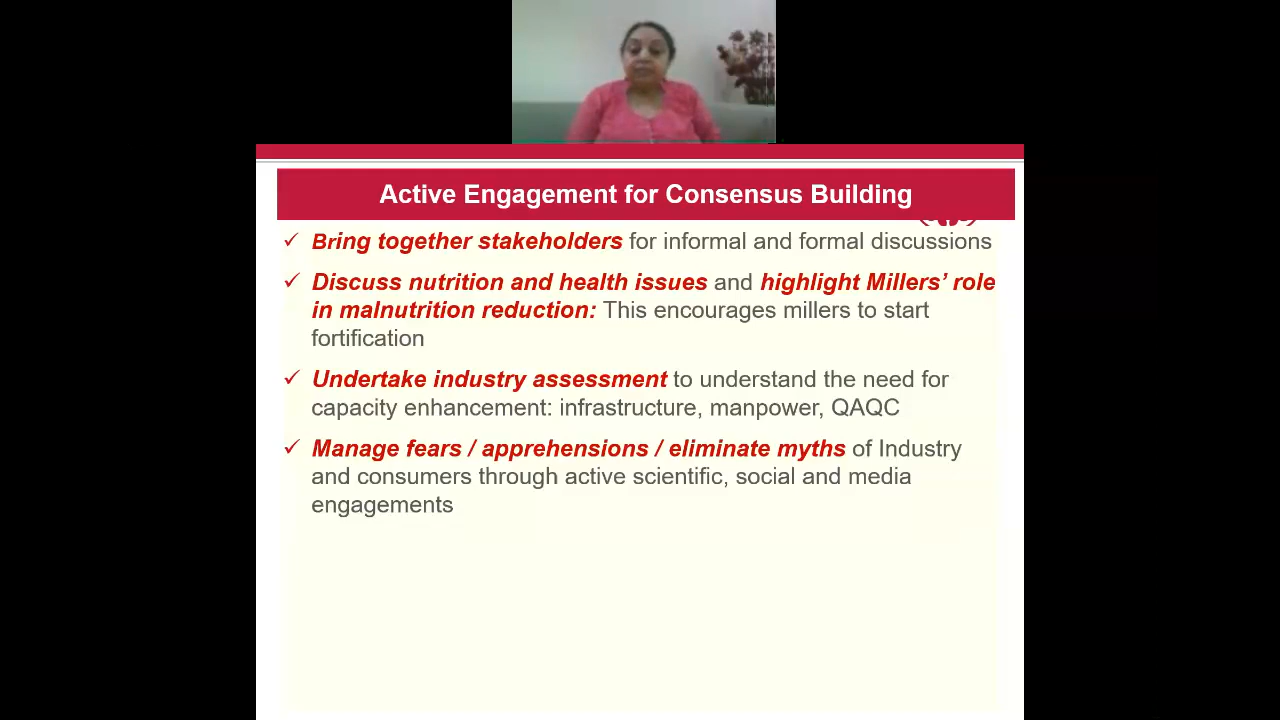 Active Engagement for Consensus Building
✓ Bring together stakeholders for informal and formal discussions
✓ Discuss nutrition and health issues and highlight Millers’ role
in malnutrition reduction: This encourages millers to start
fortification
✓ Undertake industry assessment to understand the need for
capacity enhancement: infrastructure, manpower, QAQC
✓ Manage fears / apprehensions / eliminate myths of Industry
and consumers through active scientific, social and media
engagements